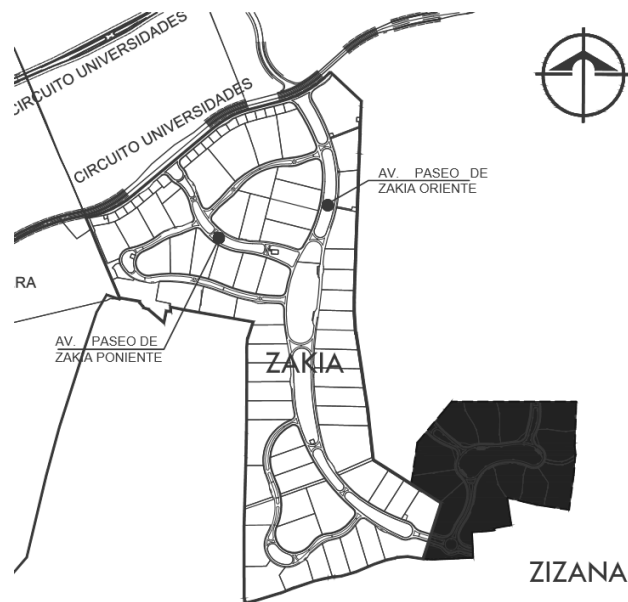 CIRCUITO UNIVERSIDADES
CIRCUITO UNIVERSIDADES
AV. PASEO DE
ZAKIA ORIENTE
RA
AV. PASEO DE
ZAKIA PONIENTE
ZAKIA
ZIZANA